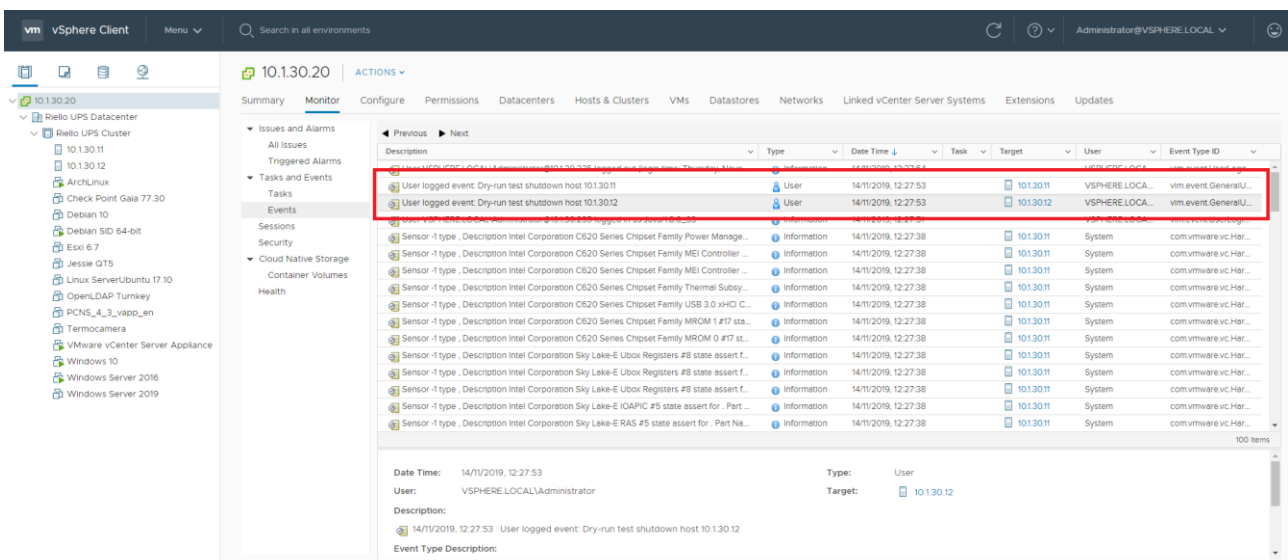 vm vSphere Client Menu Search in all environments Administrator@VSPHERE.LOCAL
10.1.30.20 ACTIONS
Summary Monitor Configure Permissions Datacenters Hosts & Clusters VMs Datastores Networks Linked vCenter Server Systems Extensions Updates
10.1.30.20
Riello UPS Datacenter
Riello UPS Cluster
10.1.30.11
10.1.30.12
ArchLinux
Check Point Gaia 77.30
Debian 10
Debian SID 64-bit
Esxi 6.7
Jessie QT5
Linux ServerUbuntu 17.10
OpenLDAP Turnkey
PCNS_4_3_vapp_en
Termocamera
VMware vCenter Server Appliance
Windows 10
Windows Server 2016
Windows Server 2019
Issues and Alarms
All Issues
Triggered Alarms
Tasks and Events
Tasks
Events
Sessions
Security
Cloud Native Storage
Container Volumes
Health
Previous Next
Description Type Date Time Task Target User Event Type ID
User logged event: Dry-run test shutdown host 10.1.30.11 User 14/11/2019, 12:27:53 10.1.30.11 VSPHERE.LOCA... vim.event.GeneralU...
User logged event: Dry-run test shutdown host 10.1.30.12 User 14/11/2019, 12:27:53 10.1.30.12 VSPHERE.LOCA... vim.event.GeneralU...
Sensor -1 type , Description Intel Corporation C620 Series Chipset Family Power Manage... Information 14/11/2019, 12:27:38 10.1.30.11 System com.vmware.vc.Har...
Sensor -1 type , Description Intel Corporation C620 Series Chipset Family MEI Controller ... Information 14/11/2019, 12:27:38 10.1.30.11 System com.vmware.vc.Har...
Sensor -1 type , Description Intel Corporation C620 Series Chipset Family MEI Controller ... Information 14/11/2019, 12:27:38 10.1.30.11 System com.vmware.vc.Har...
Sensor -1 type , Description Intel Corporation C620 Series Chipset Family Thermal Subsy... Information 14/11/2019, 12:27:38 10.1.30.11 System com.vmware.vc.Har...
Sensor -1 type , Description Intel Corporation C620 Series Chipset Family USB 3.0 xHCI C... Information 14/11/2019, 12:27:38 10.1.30.11 System com.vmware.vc.Har...
Sensor -1 type , Description Intel Corporation C620 Series Chipset Family MROM 1 #17 sta... Information 14/11/2019, 12:27:38 10.1.30.11 System com.vmware.vc.Har...
Sensor -1 type , Description Intel Corporation C620 Series Chipset Family MROM 0 #17 st... Information 14/11/2019, 12:27:38 10.1.30.11 System com.vmware.vc.Har...
Sensor -1 type , Description Intel Corporation Sky Lake-E Ubox Registers #8 state assert f... Information 14/11/2019, 12:27:38 10.1.30.11 System com.vmware.vc.Har...
Sensor -1 type , Description Intel Corporation Sky Lake-E Ubox Registers #8 state assert f... Information 14/11/2019, 12:27:38 10.1.30.11 System com.vmware.vc.Har...
Sensor -1 type , Description Intel Corporation Sky Lake-E Ubox Registers #8 state assert f... Information 14/11/2019, 12:27:38 10.1.30.11 System com.vmware.vc.Har...
Sensor -1 type , Description Intel Corporation Sky Lake-E IOAPIC #5 state assert for . Part ... Information 14/11/2019, 12:27:38 10.1.30.11 System com.vmware.vc.Har...
Sensor -1 type , Description Intel Corporation Sky Lake-E RAS #5 state assert for . Part Na... Information 14/11/2019, 12:27:38 10.1.30.11 System com.vmware.vc.Har...
100 items
Date Time: 14/11/2019, 12:27:53 Type: User
User: VSPHERE.LOCAL\Administrator Target: 10.1.30.12
Description:
14/11/2019, 12:27:53 User logged event: Dry-run test shutdown host 10.1.30.12
Event Type Description: